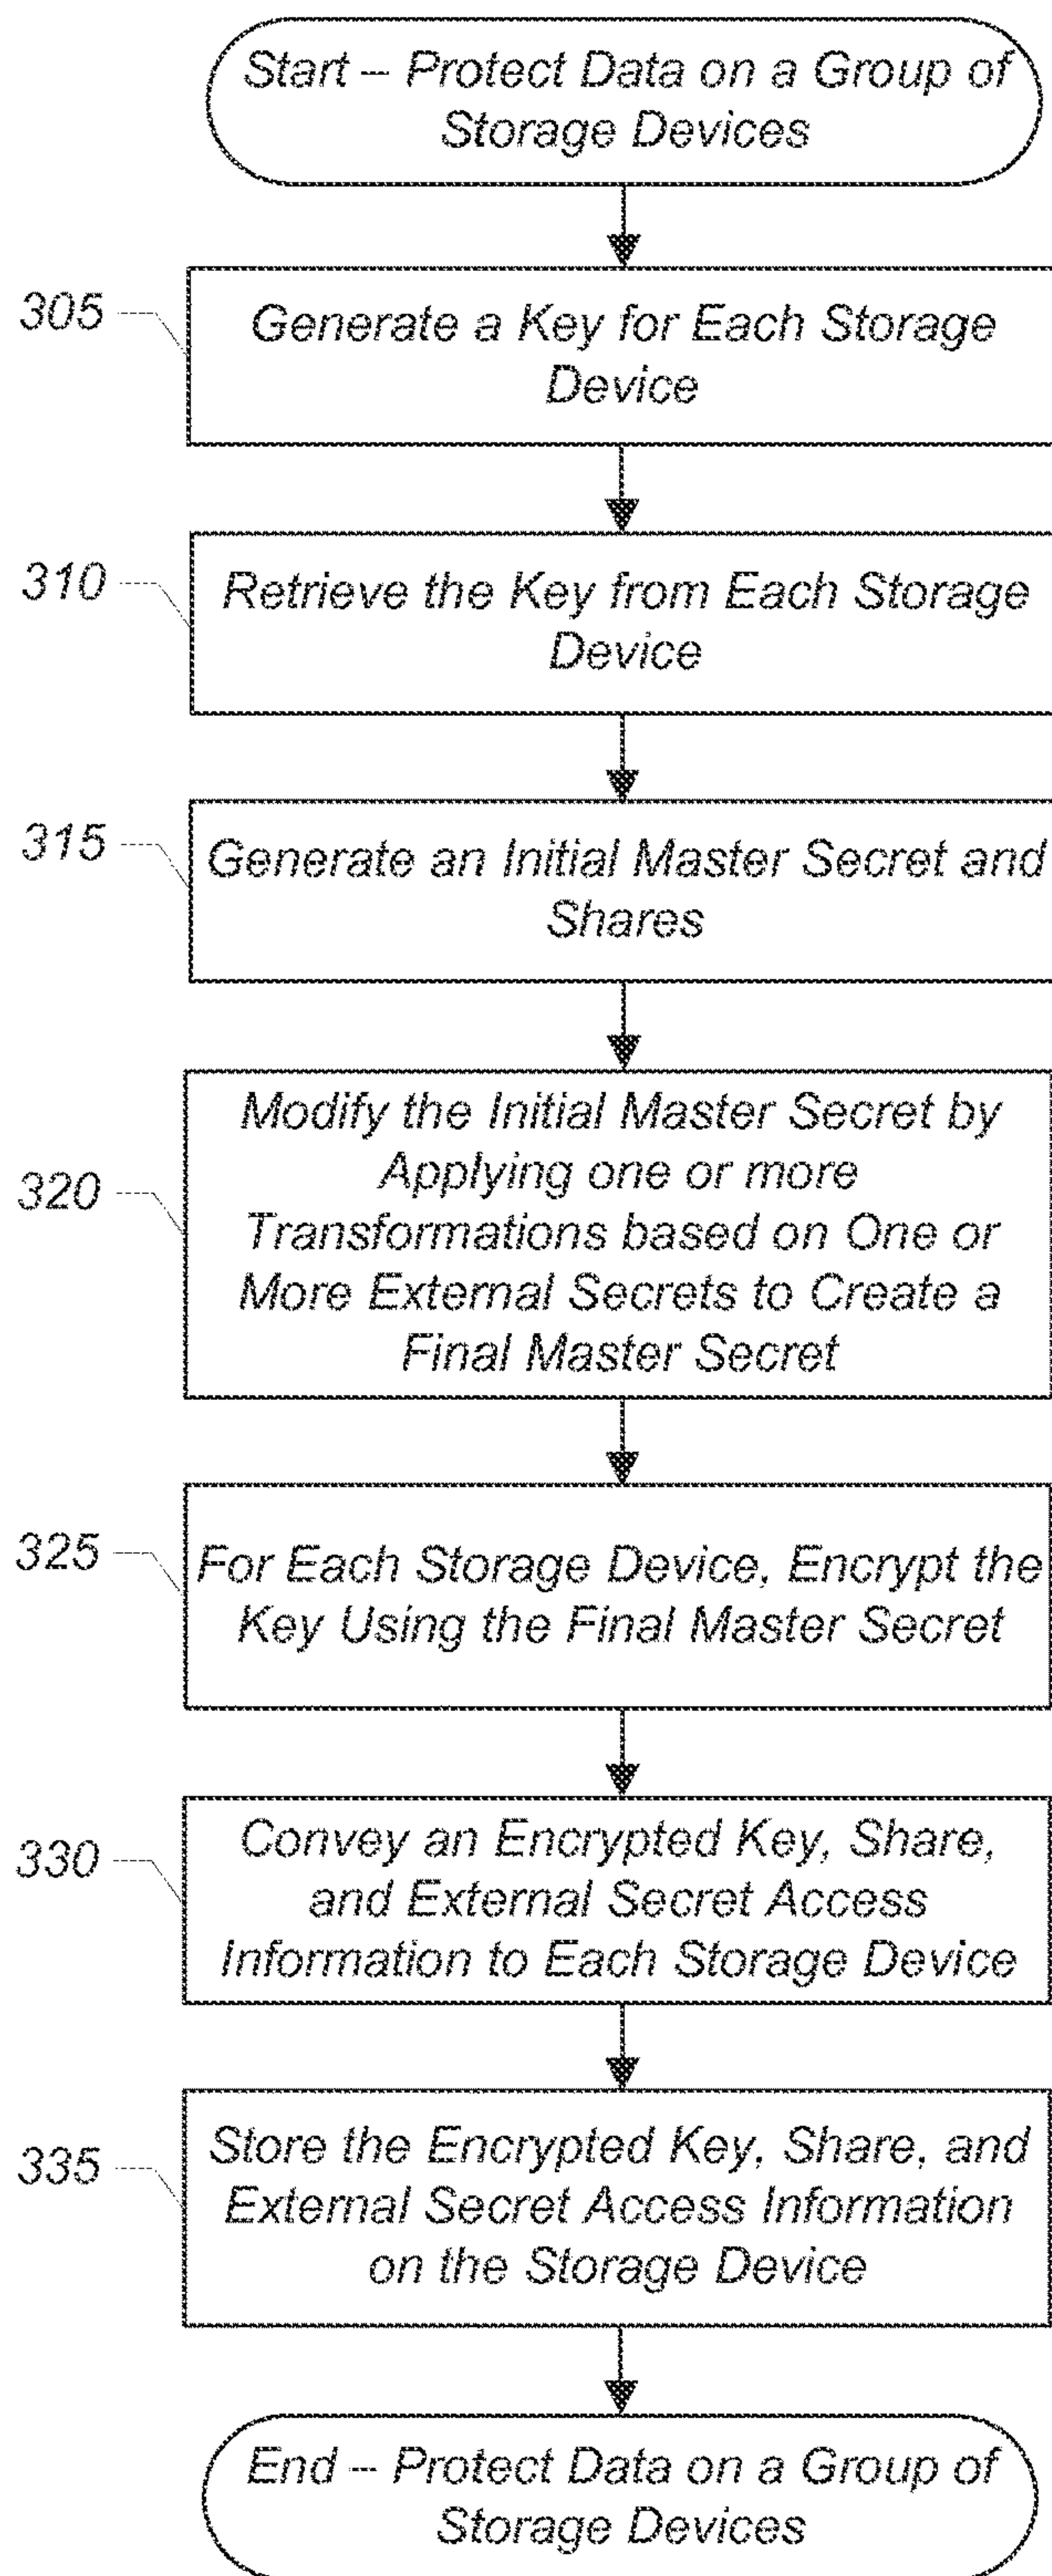 Start -- Protect Data on a Group of
Storage Devices
305
Generate a Key for Each Storage
Device
310
Retrieve the Key from Each Storage
Device
315
Generate an Initial Master Secret and
Shares
320
Modify the Initial Master Secret by
Applying one or more
Transformations based on One or
More External Secrets to Create a
Final Master Secret
325
For Each Storage Device, Encrypt the
Key Using the Final Master Secret
330
Convey an Encrypted Key, Share,
and External Secret Access
Information to Each Storage Device
335
Store the Encrypted Key, Share, and
External Secret Access Information
on the Storage Device
End -- Protect Data on a Group of
Storage Devices